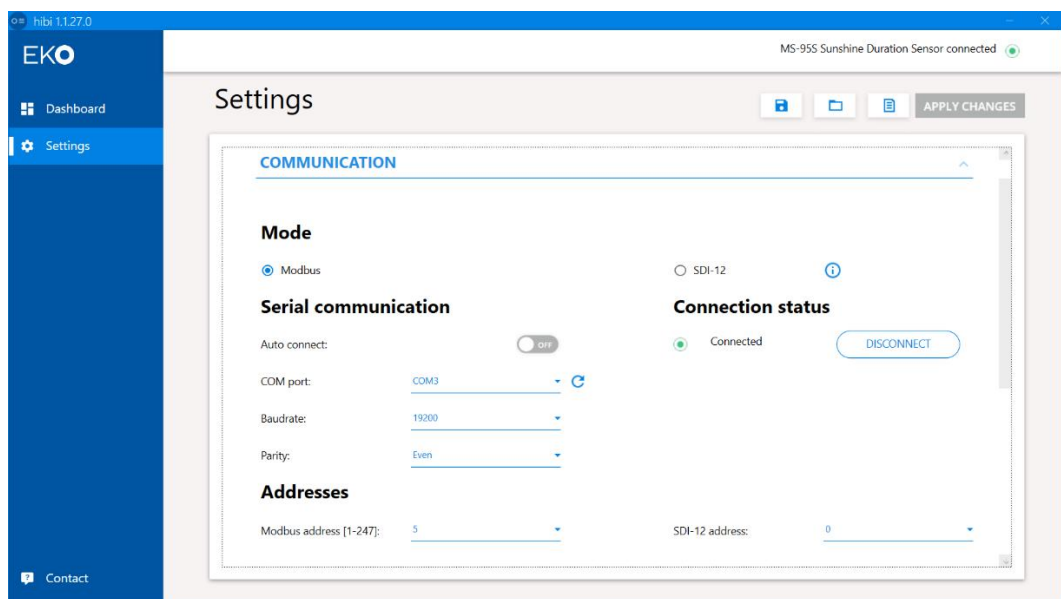 hibi 1.1.27.0
EKO
MS-95S Sunshine Duration Sensor connected
Dashboard
Settings
Contact
Settings
APPLY CHANGES
COMMUNICATION
Mode
Modbus
SDI-12
Serial communication
Connection status
Auto connect: OFF
Connected
DISCONNECT
COM port: COM3
Baudrate: 19200
Parity: Even
Addresses
Modbus address [1-247]: 5
SDI-12 address: 0